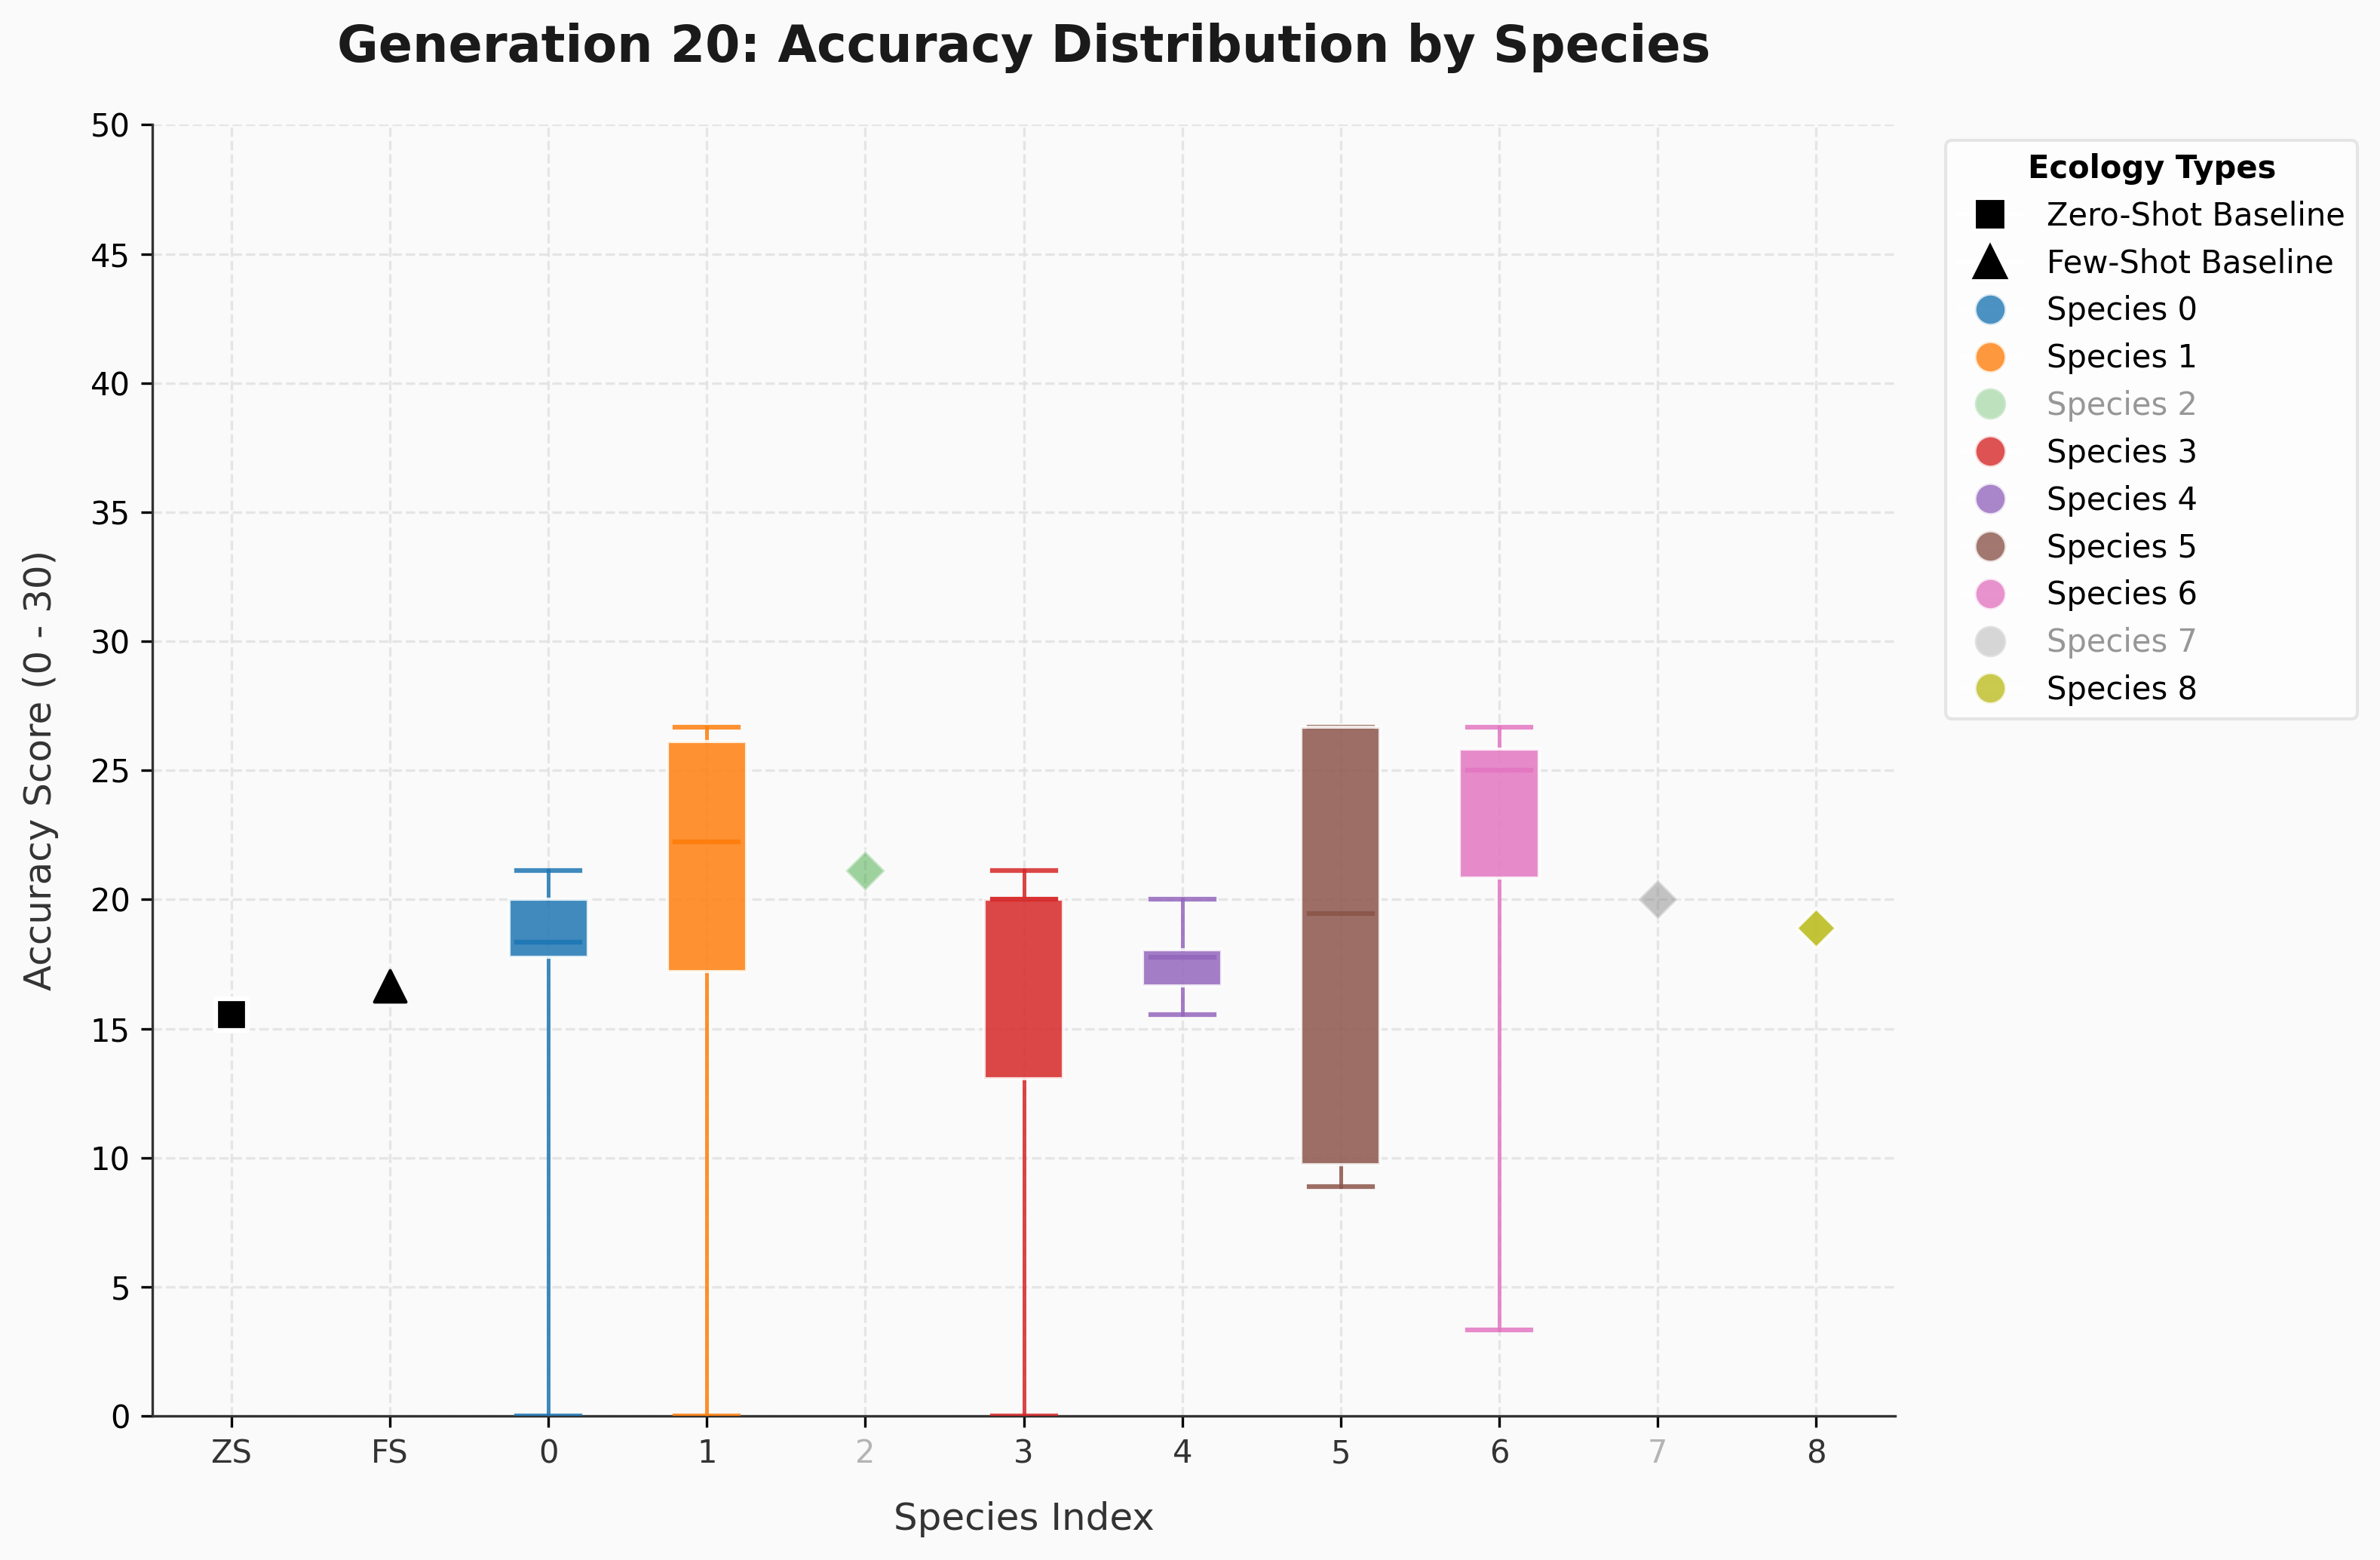 Generation 20: Accuracy Distribution by Species
Accuracy Score (0 - 30)
50
45
40
35
30
25
20
15
10
5
0
ZS FS 0 1 2 3 4 5 6 7 8
Species Index
Ecology Types
Zero-Shot Baseline
Few-Shot Baseline
Species 0
Species 1
Species 2
Species 3
Species 4
Species 5
Species 6
Species 7
Species 8